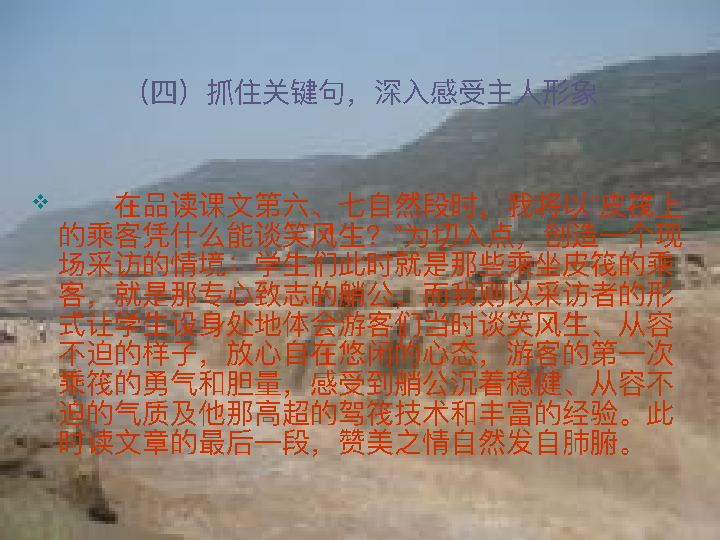 （四）抓住关键句，深入感受主人形象
在品读课文第六、七自然段时，我将以“皮筏上
的乘客凭什么能谈笑风生？”为切入点，创造一个现
场采访的情境：学生们此时就是那些乘坐皮筏的乘
客，就是那专心致志的艄公，而我则以采访者的形
式让学生设身处地体会游客们当时谈笑风生、从容
不迫的样子，放心自在悠闲的心态，游客的第一次
乘筏的勇气和胆量，感受到艄公沉着稳健、从容不
迫的气质及他那高超的驾筏技术和丰富的经验。此
时读文章的最后一段，赞美之情自然发自肺腑。